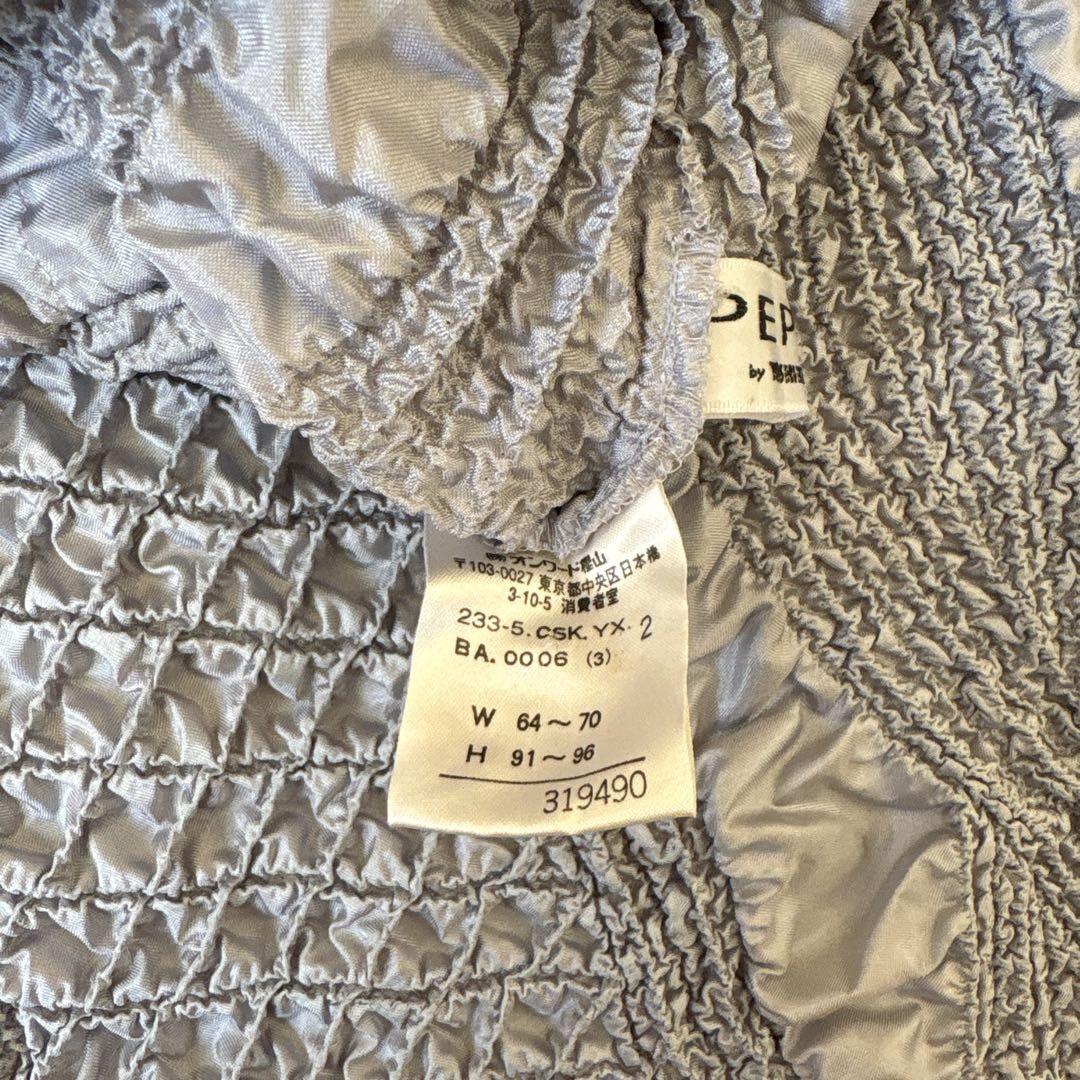 DEP
by
オンワード樫山
〒103-0027 東京都中央区日本橋
3-10-5 消費者室
233-5. CSK. YX. 2
BA. 0006 (3)
W 64～70
H 91～96
319490